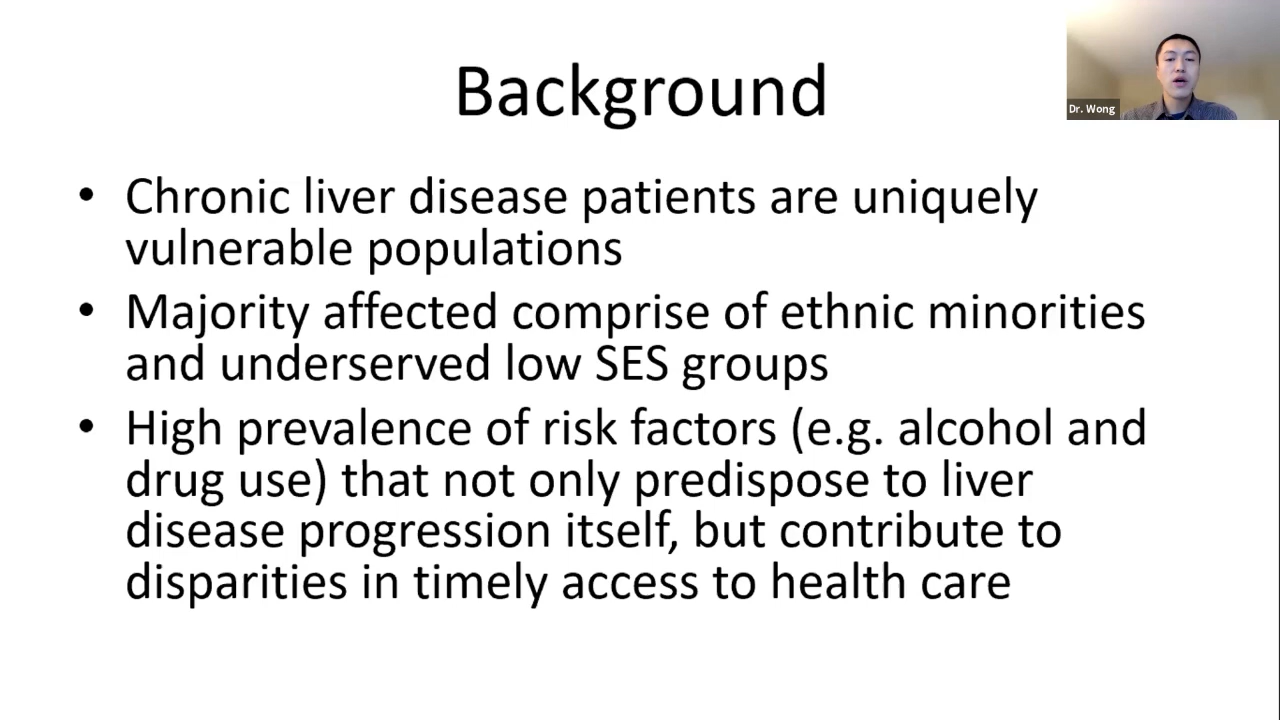 Background
Dr. Wong
• Chronic liver disease patients are uniquely
vulnerable populations
• Majority affected comprise of ethnic minorities
and underserved low SES groups
• High prevalence of risk factors (e.g. alcohol and
drug use) that not only predispose to liver
disease progression itself, but contribute to
disparities in timely access to health care